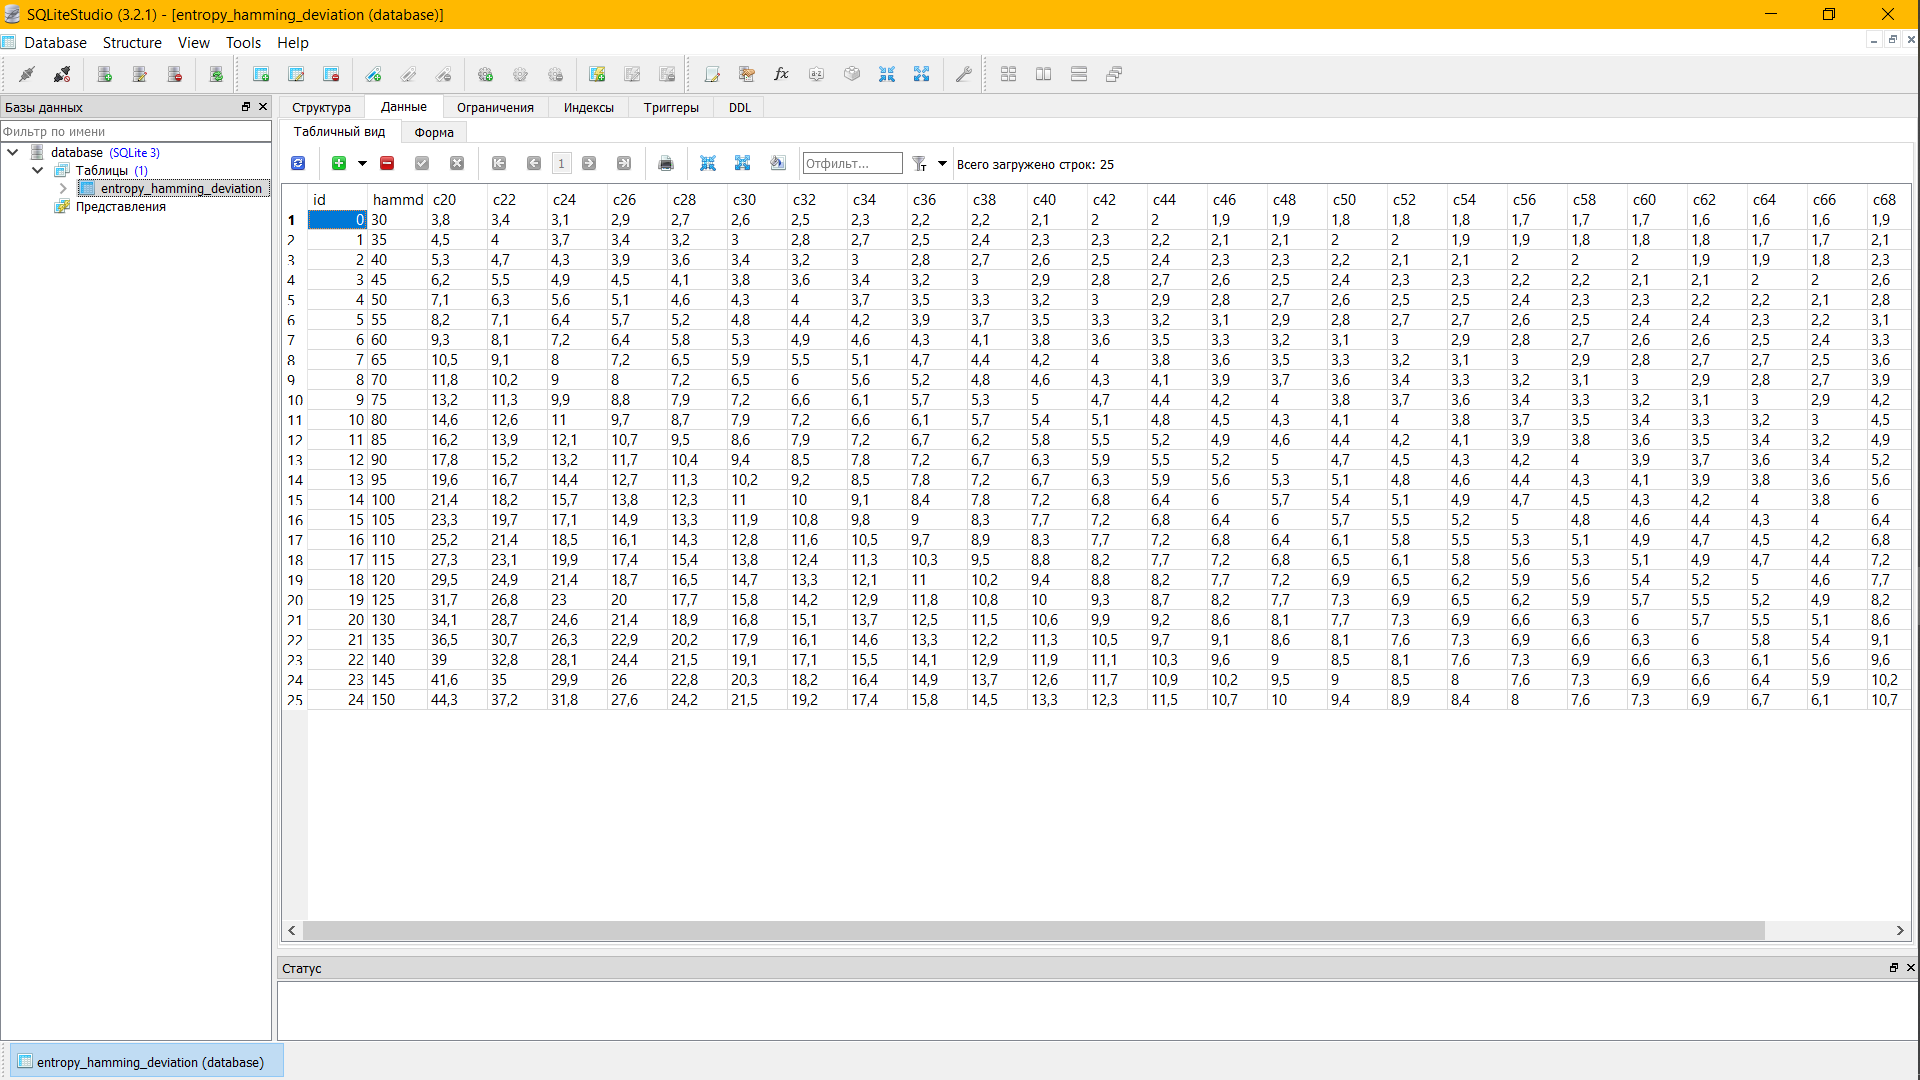 SQLiteStudio (3.2.1) - [entropy_hamming_deviation (database)]
Database Structure View Tools Help
Базы данных
Фильтр по имени
database (SQLite 3)
Таблицы (1)
entropy_hamming_deviation
Представления
Структура Данные Ограничения Индексы Триггеры DDL
Табличный вид Форма
1 Отфильт... Всего загружено строк: 25
id hammd c20 c22 c24 c26 c28 c30 c32 c34 c36 c38 c40 c42 c44 c46 c48 c50 c52 c54 c56 c58 c60 c62 c64 c66 c68
1 0 30 3,8 3,4 3,1 2,9 2,7 2,6 2,5 2,3 2,2 2,2 2,1 2 2 1,9 1,9 1,8 1,8 1,8 1,7 1,7 1,7 1,6 1,6 1,6 1,9
2 1 35 4,5 4 3,7 3,4 3,2 3 2,8 2,7 2,5 2,4 2,3 2,3 2,2 2,1 2,1 2 2 1,9 1,9 1,8 1,8 1,8 1,7 1,7 2,1
3 2 40 5,3 4,7 4,3 3,9 3,6 3,4 3,2 3 2,8 2,7 2,6 2,5 2,4 2,3 2,3 2,2 2,1 2,1 2 2 2 1,9 1,9 1,8 2,3
4 3 45 6,2 5,5 4,9 4,5 4,1 3,8 3,6 3,4 3,2 3 2,9 2,8 2,7 2,6 2,5 2,4 2,3 2,3 2,2 2,2 2,1 2,1 2 2 2,6
5 4 50 7,1 6,3 5,6 5,1 4,6 4,3 4 3,7 3,5 3,3 3,2 3 2,9 2,8 2,7 2,6 2,5 2,5 2,4 2,3 2,3 2,2 2,2 2,1 2,8
6 5 55 8,2 7,1 6,4 5,7 5,2 4,8 4,4 4,2 3,9 3,7 3,5 3,3 3,2 3,1 2,9 2,8 2,7 2,7 2,6 2,5 2,4 2,4 2,3 2,2 3,1
7 6 60 9,3 8,1 7,2 6,4 5,8 5,3 4,9 4,6 4,3 4,1 3,8 3,6 3,5 3,3 3,2 3,1 3 2,9 2,8 2,7 2,6 2,6 2,5 2,4 3,3
8 7 65 10,5 9,1 8 7,2 6,5 5,9 5,5 5,1 4,7 4,4 4,2 4 3,8 3,6 3,5 3,3 3,2 3,1 3 2,9 2,8 2,7 2,7 2,5 3,6
9 8 70 11,8 10,2 9 8 7,2 6,5 6 5,6 5,2 4,8 4,6 4,3 4,1 3,9 3,7 3,6 3,4 3,3 3,2 3,1 3 2,9 2,8 2,7 3,9
10 9 75 13,2 11,3 9,9 8,8 7,9 7,2 6,6 6,1 5,7 5,3 5 4,7 4,4 4,2 4 3,8 3,7 3,6 3,4 3,3 3,2 3,1 3 2,9 4,2
11 10 80 14,6 12,6 11 9,7 8,7 7,9 7,2 6,6 6,1 5,7 5,4 5,1 4,8 4,5 4,3 4,1 4 3,8 3,7 3,5 3,4 3,3 3,2 3 4,5
12 11 85 16,2 13,9 12,1 10,7 9,5 8,6 7,9 7,2 6,7 6,2 5,8 5,5 5,2 4,9 4,6 4,4 4,2 4,1 3,9 3,8 3,6 3,5 3,4 3,2 4,9
13 12 90 17,8 15,2 13,2 11,7 10,4 9,4 8,5 7,8 7,2 6,7 6,3 5,9 5,5 5,2 5 4,7 4,5 4,3 4,2 4 3,9 3,7 3,6 3,4 5,2
14 13 95 19,6 16,7 14,4 12,7 11,3 10,2 9,2 8,5 7,8 7,2 6,7 6,3 5,9 5,6 5,3 5,1 4,8 4,6 4,4 4,3 4,1 3,9 3,8 3,6 5,6
15 14 100 21,4 18,2 15,7 13,8 12,3 11 10 9,1 8,4 7,8 7,2 6,8 6,4 6 5,7 5,4 5,1 4,9 4,7 4,5 4,3 4,2 4 3,8 6
16 15 105 23,3 19,7 17,1 14,9 13,3 11,9 10,8 9,8 9 8,3 7,7 7,2 6,8 6,4 6 5,7 5,5 5,2 5 4,8 4,6 4,4 4,3 4 6,4
17 16 110 25,2 21,4 18,5 16,1 14,3 12,8 11,6 10,5 9,7 8,9 8,3 7,7 7,2 6,8 6,4 6,1 5,8 5,5 5,3 5,1 4,9 4,7 4,5 4,2 6,8
18 17 115 27,3 23,1 19,9 17,4 15,4 13,8 12,4 11,3 10,3 9,5 8,8 8,2 7,7 7,2 6,8 6,5 6,1 5,8 5,6 5,3 5,1 4,9 4,7 4,4 7,2
19 18 120 29,5 24,9 21,4 18,7 16,5 14,7 13,3 12,1 11 10,2 9,4 8,8 8,2 7,7 7,2 6,9 6,5 6,2 5,9 5,6 5,4 5,2 5 4,6 7,7
20 19 125 31,7 26,8 23 20 17,7 15,8 14,2 12,9 11,8 10,8 10 9,3 8,7 8,2 7,7 7,3 6,9 6,5 6,2 5,9 5,7 5,5 5,2 4,9 8,2
21 20 130 34,1 28,7 24,6 21,4 18,9 16,8 15,1 13,7 12,5 11,5 10,6 9,9 9,2 8,6 8,1 7,7 7,3 6,9 6,6 6,3 6 5,7 5,5 5,1 8,6
22 21 135 36,5 30,7 26,3 22,9 20,2 17,9 16,1 14,6 13,3 12,2 11,3 10,5 9,7 9,1 8,6 8,1 7,6 7,3 6,9 6,6 6,3 6 5,8 5,4 9,1
23 22 140 39 32,8 28,1 24,4 21,5 19,1 17,1 15,5 14,1 12,9 11,9 11,1 10,3 9,6 9 8,5 8,1 7,6 7,3 6,9 6,6 6,3 6,1 5,6 9,6
24 23 145 41,6 35 29,9 26 22,8 20,3 18,2 16,4 14,9 13,7 12,6 11,7 10,9 10,2 9,5 9 8,5 8 7,6 7,3 6,9 6,6 6,4 5,9 10,2
25 24 150 44,3 37,2 31,8 27,6 24,2 21,5 19,2 17,4 15,8 14,5 13,3 12,3 11,5 10,7 10 9,4 8,9 8,4 8 7,6 7,3 6,9 6,7 6,1 10,7
Статус
entropy_hamming_deviation (database)